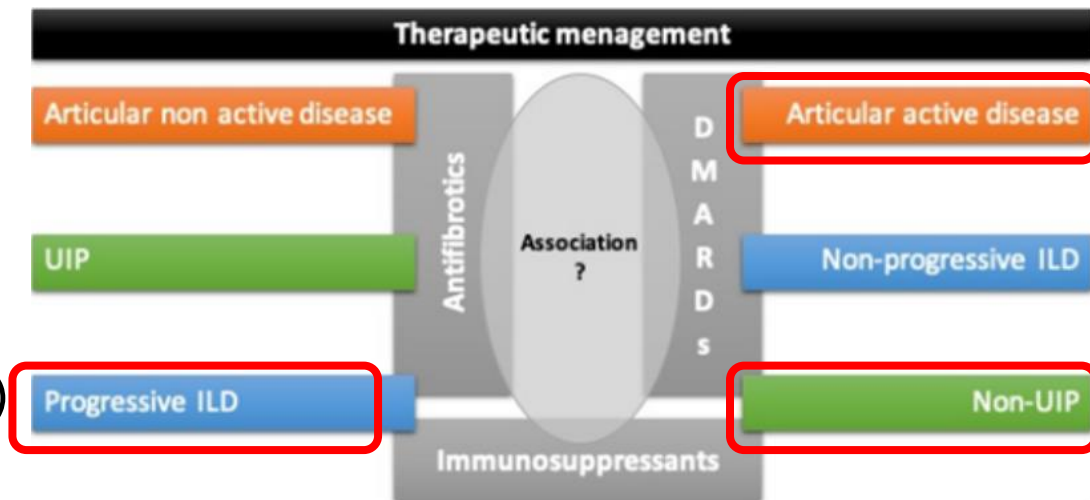 Therapeutic menagement
Articular non active disease
Articular active disease
Antifibrotics
Association
?
DMARDs
UIP
Non-progressive ILD
)
Progressive ILD
Non-UIP
Immunosuppressants